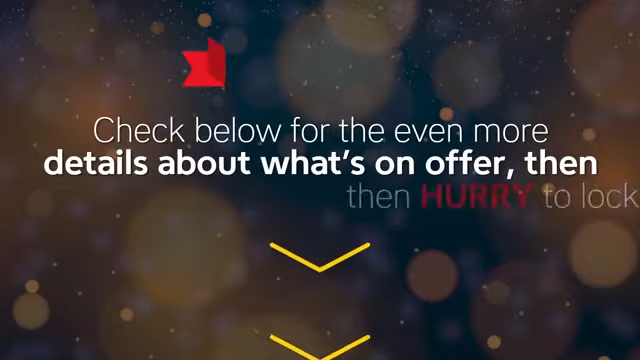 Check below for the even more
details about what's on offer, then
then HURRY to lock